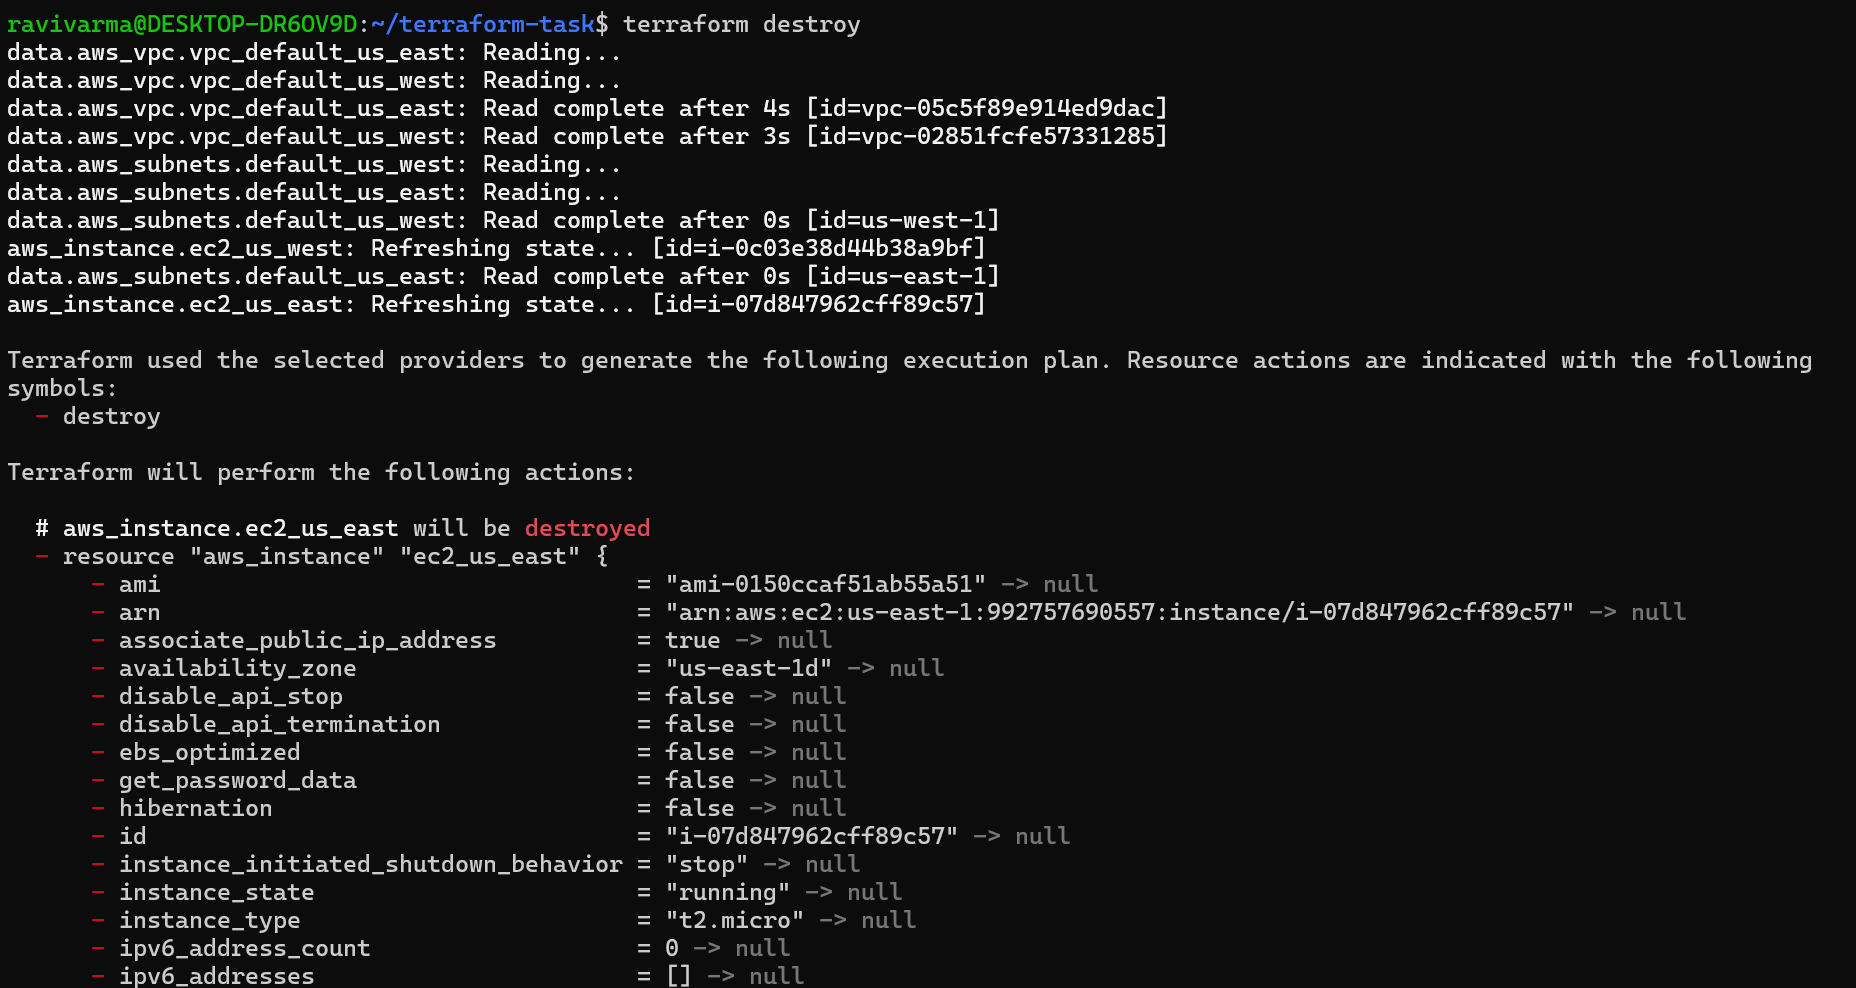 ravivarma@DESKTOP-DR6OV9D:~/terraform-task$ terraform destroy
data.aws_vpc.vpc_default_us_east: Reading...
data.aws_vpc.vpc_default_us_west: Reading...
data.aws_vpc.vpc_default_us_east: Read complete after 4s [id=vpc-05c5f89e914ed9dac]
data.aws_vpc.vpc_default_us_west: Read complete after 3s [id=vpc-02851fcfe57331285]
data.aws_subnets.default_us_west: Reading...
data.aws_subnets.default_us_east: Reading...
data.aws_subnets.default_us_west: Read complete after 0s [id=us-west-1]
aws_instance.ec2_us_west: Refreshing state... [id=i-0c03e38d44b38a9bf]
data.aws_subnets.default_us_east: Read complete after 0s [id=us-east-1]
aws_instance.ec2_us_east: Refreshing state... [id=i-07d847962cff89c57]
Terraform used the selected providers to generate the following execution plan. Resource actions are indicated with the following
symbols:
  - destroy
Terraform will perform the following actions:
  # aws_instance.ec2_us_east will be destroyed
  - resource "aws_instance" "ec2_us_east" {
      - ami                                  = "ami-0150ccaf51ab55a51" -> null
      - arn                                  = "arn:aws:ec2:us-east-1:992757690557:instance/i-07d847962cff89c57" -> null
      - associate_public_ip_address          = true -> null
      - availability_zone                    = "us-east-1d" -> null
      - disable_api_stop                     = false -> null
      - disable_api_termination              = false -> null
      - ebs_optimized                        = false -> null
      - get_password_data                    = false -> null
      - hibernation                          = false -> null
      - id                                   = "i-07d847962cff89c57" -> null
      - instance_initiated_shutdown_behavior = "stop" -> null
      - instance_state                       = "running" -> null
      - instance_type                        = "t2.micro" -> null
      - ipv6_address_count                   = 0 -> null
      - ipv6_addresses                       = [] -> null